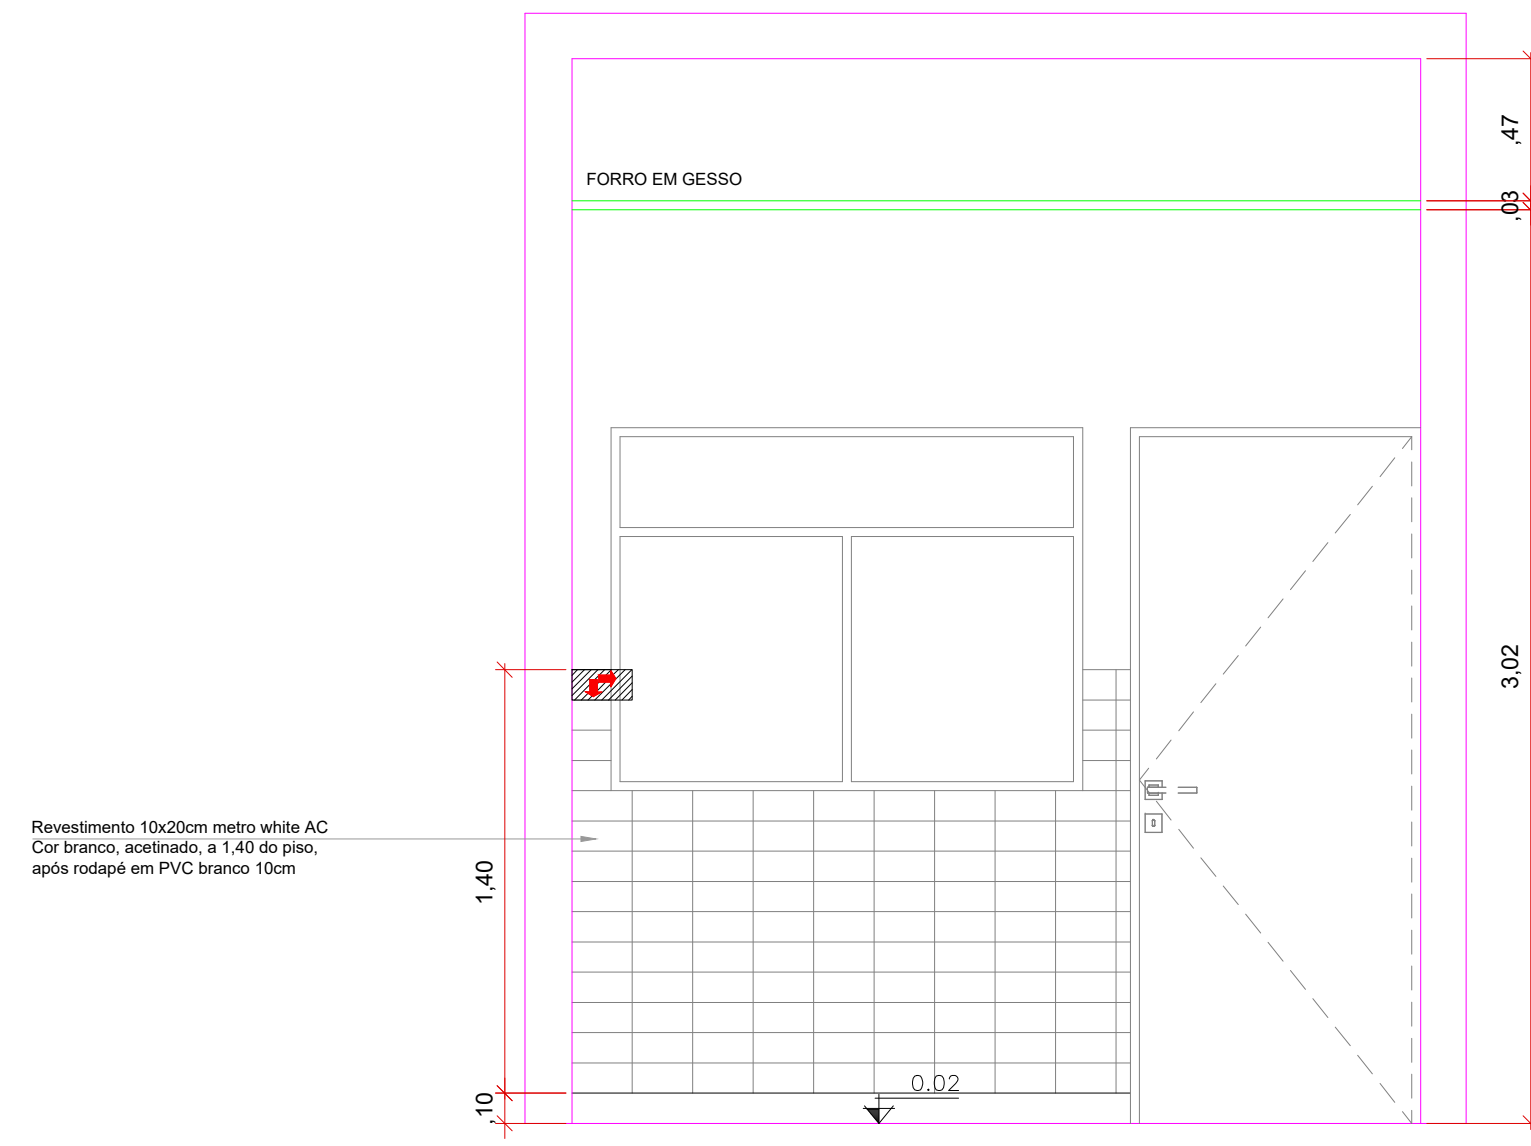 ,47
FORRO EM GESSO
,03
3,02
Revestimento 10x20cm metro white AC
Cor branco, acetinado, a 1,40 do piso,
após rodapé em PVC branco 10cm
1,40
0.02
,10